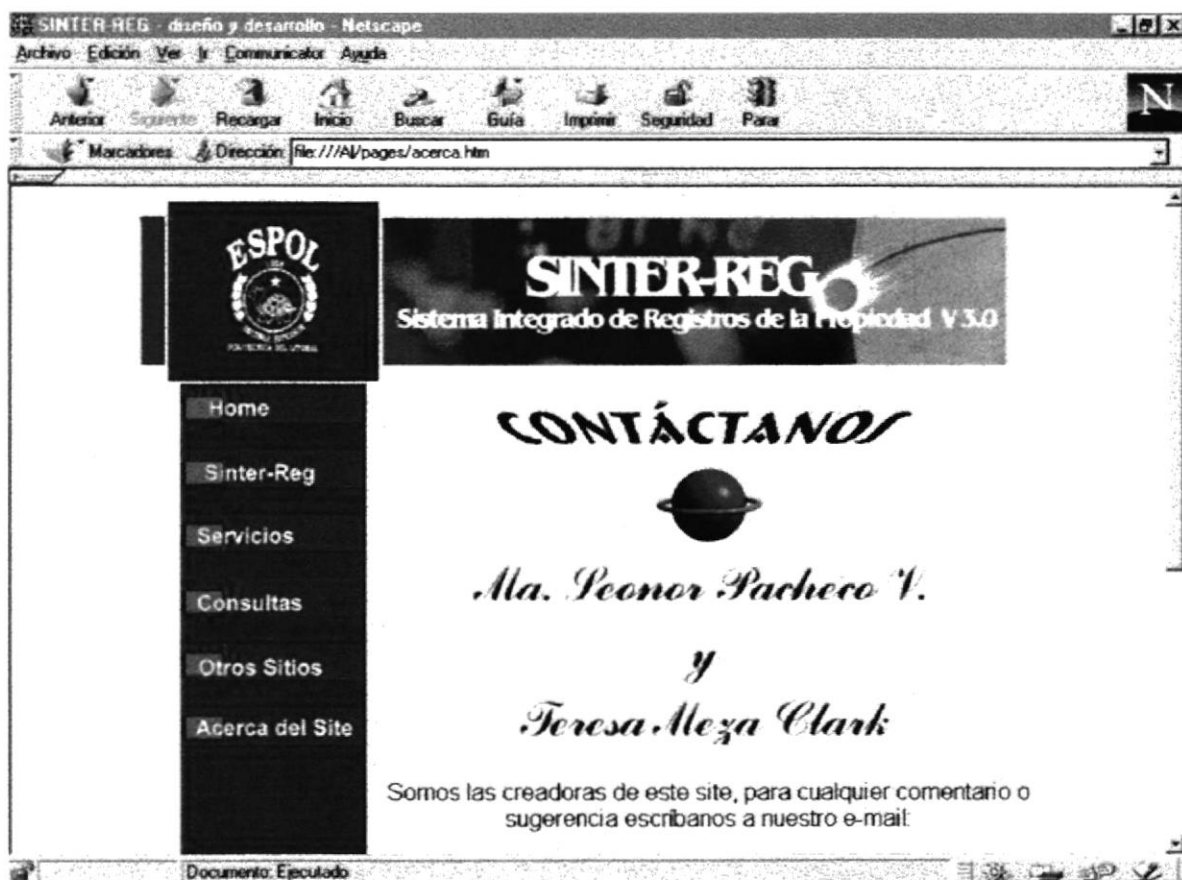 SINTER-REG - diseño y desarrollo - Netscape
Archivo Edición Ver Ir Communicator Ayuda
Anterior Siguiente Recargar Inicio Buscar Guía Imprimir Seguridad Parar
N
Marcadores Dirección file:///A|/pages/acerca.htm
ESPOL
POLITECNICA DEL LITORAL
SINTER-REG
Sistema Integrado de Registros de la Propiedad V 3.0
Home
Sinter-Reg
Servicios
Consultas
Otros Sitios
Acerca del Site
CONTÁCTANOS
Ma. Leonor Pacheco V.
y
Teresa Meza Clark
Somos las creadoras de este site, para cualquier comentario o
sugerencia escribanos a nuestro e-mail:
Documento: Ejecutado